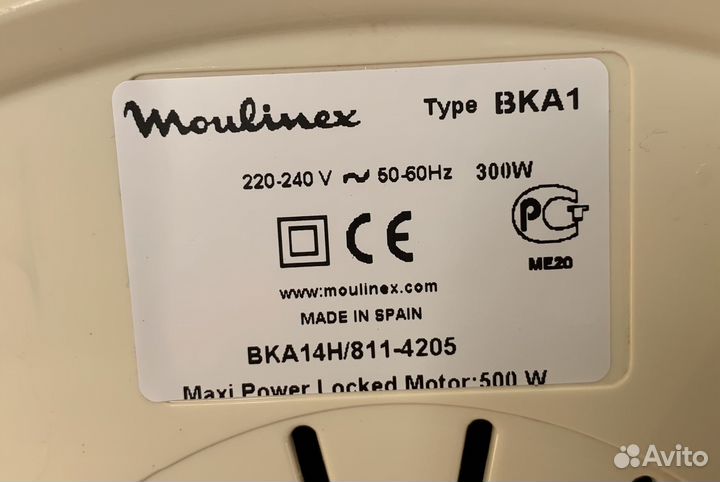 Moulinex Type BKA1
220-240 V ~ 50-60Hz 300W
CE PCT
ME20
www.moulinex.com
MADE IN SPAIN
BKA14H/811-4205
Maxi Power Locked Motor:500 W
Avito